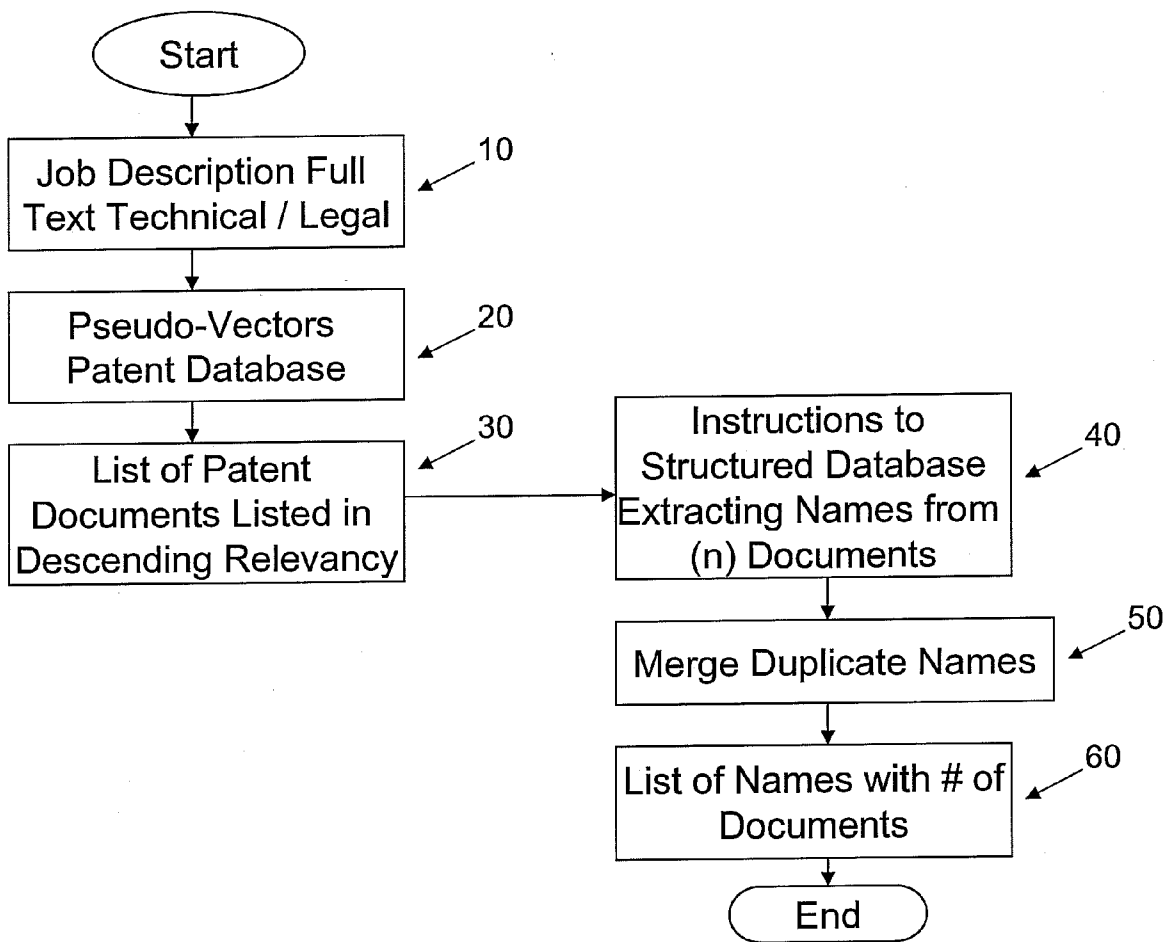 Start
Job Description Full
Text Technical / Legal
10
Pseudo-Vectors
Patent Database
20
List of Patent
Documents Listed in
Descending Relevancy
30
Instructions to
Structured Database
Extracting Names from
(n) Documents
40
Merge Duplicate Names
50
List of Names with # of
Documents
60
End